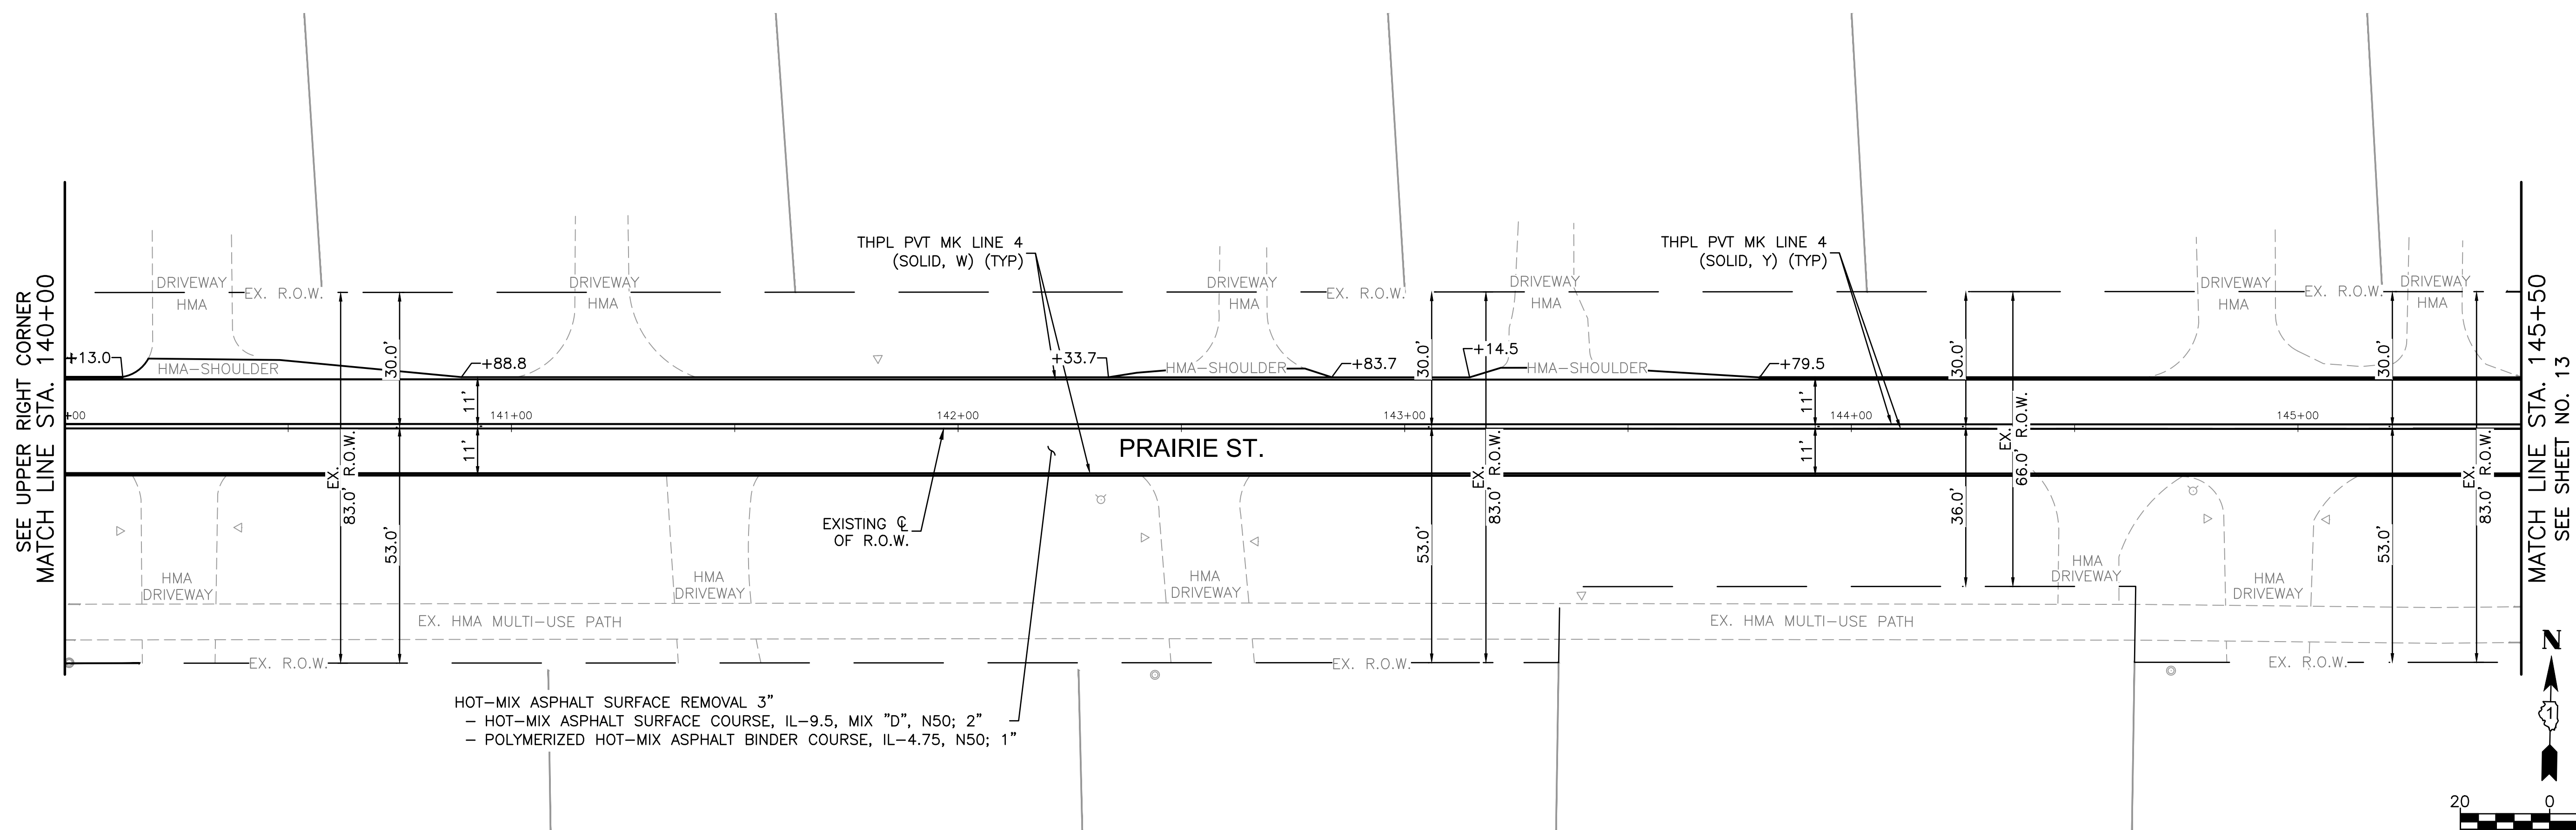 SEE UPPER RIGHT CORNER
MATCH LINE STA. 140+00
THPL PVT MK LINE 4
(SOLID, W) (TYP)
THPL PVT MK LINE 4
(SOLID, Y) (TYP)
DRIVEWAY
HMA
EX. R.O.W.
DRIVEWAY
HMA
DRIVEWAY
HMA
EX. R.O.W.
DRIVEWAY
HMA
DRIVEWAY
HMA
EX. R.O.W.
DRIVEWAY
HMA
+13.0
HMA-SHOULDER
30.0'
+88.8
+33.7
HMA-SHOULDER
+83.7
30.0'
+14.5
HMA-SHOULDER
+79.5
30.0'
30.0'
11'
11'
+00
141+00
142+00
143+00
144+00
145+00
11'
11'
PRAIRIE ST.
EX. R.O.W.
83.0'
53.0'
EX. R.O.W.
83.0'
53.0'
EX. R.O.W.
66.0'
36.0'
EX. R.O.W.
83.0'
53.0'
EXISTING ℄
OF R.O.W.
HMA
DRIVEWAY
HMA
DRIVEWAY
HMA
DRIVEWAY
HMA
DRIVEWAY
HMA
DRIVEWAY
EX. HMA MULTI-USE PATH
EX. HMA MULTI-USE PATH
EX. R.O.W.
EX. R.O.W.
EX. R.O.W.
HOT-MIX ASPHALT SURFACE REMOVAL 3"
- HOT-MIX ASPHALT SURFACE COURSE, IL-9.5, MIX "D", N50; 2"
- POLYMERIZED HOT-MIX ASPHALT BINDER COURSE, IL-4.75, N50; 1"
MATCH LINE STA. 145+50
SEE SHEET NO. 13
N
1
20 0